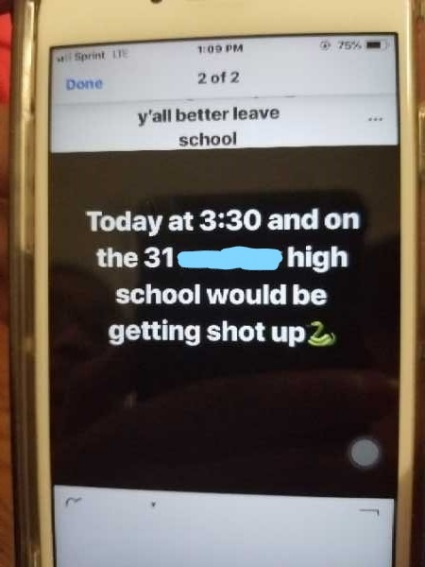 Sprint LTE
1:09 PM
75%
Done
2 of 2
y'all better leave
school
...
Today at 3:30 and on
the 31 high
school would be
getting shot up